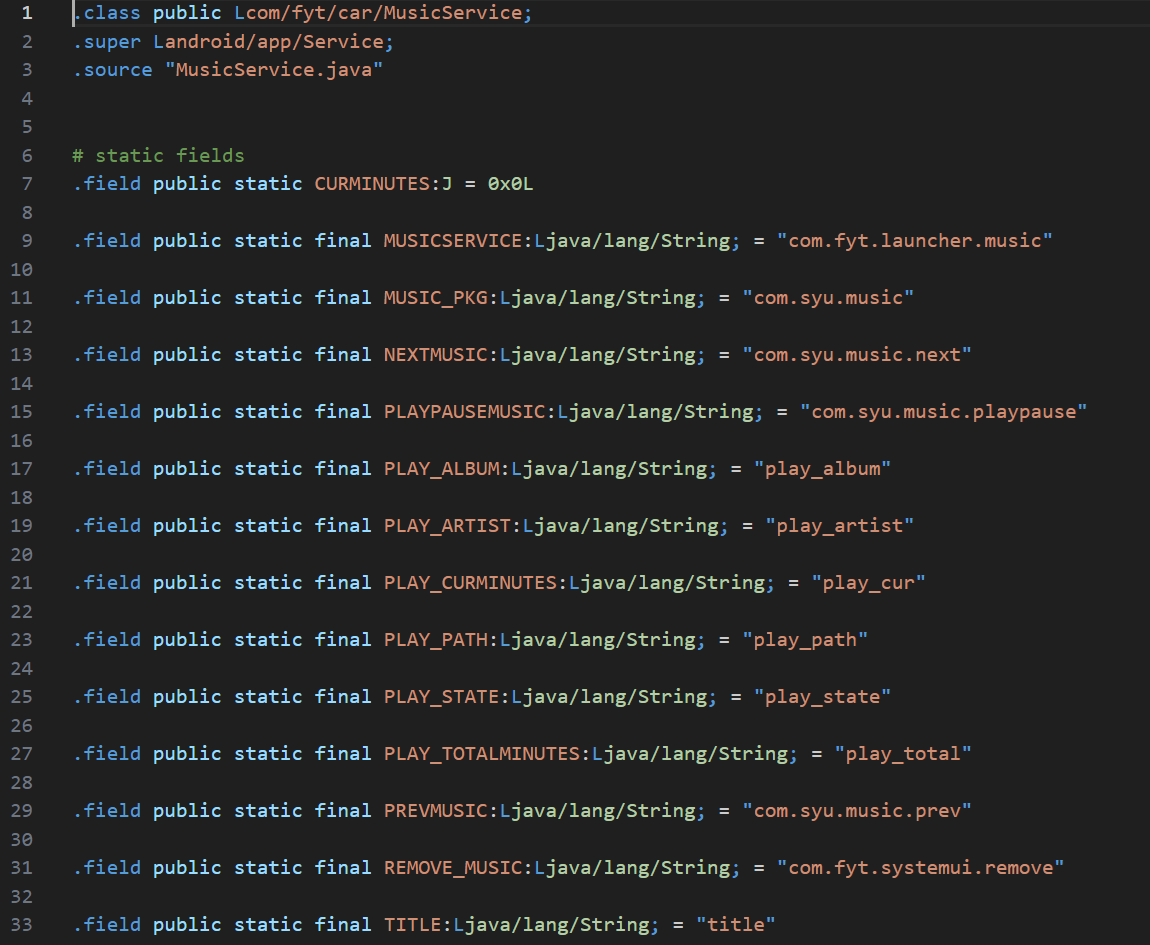 1 .class public Lcom/fyt/car/MusicService;
2 .super Landroid/app/Service;
3 .source "MusicService.java"
4
5
6 # static fields
7 .field public static CURMINUTES:J = 0x0L
8
9 .field public static final MUSICSERVICE:Ljava/lang/String; = "com.fyt.launcher.music"
10
11 .field public static final MUSIC_PKG:Ljava/lang/String; = "com.syu.music"
12
13 .field public static final NEXTMUSIC:Ljava/lang/String; = "com.syu.music.next"
14
15 .field public static final PLAYPAUSEMUSIC:Ljava/lang/String; = "com.syu.music.playpause"
16
17 .field public static final PLAY_ALBUM:Ljava/lang/String; = "play_album"
18
19 .field public static final PLAY_ARTIST:Ljava/lang/String; = "play_artist"
20
21 .field public static final PLAY_CURMINUTES:Ljava/lang/String; = "play_cur"
22
23 .field public static final PLAY_PATH:Ljava/lang/String; = "play_path"
24
25 .field public static final PLAY_STATE:Ljava/lang/String; = "play_state"
26
27 .field public static final PLAY_TOTALMINUTES:Ljava/lang/String; = "play_total"
28
29 .field public static final PREVMUSIC:Ljava/lang/String; = "com.syu.music.prev"
30
31 .field public static final REMOVE_MUSIC:Ljava/lang/String; = "com.fyt.systemui.remove"
32
33 .field public static final TITLE:Ljava/lang/String; = "title"